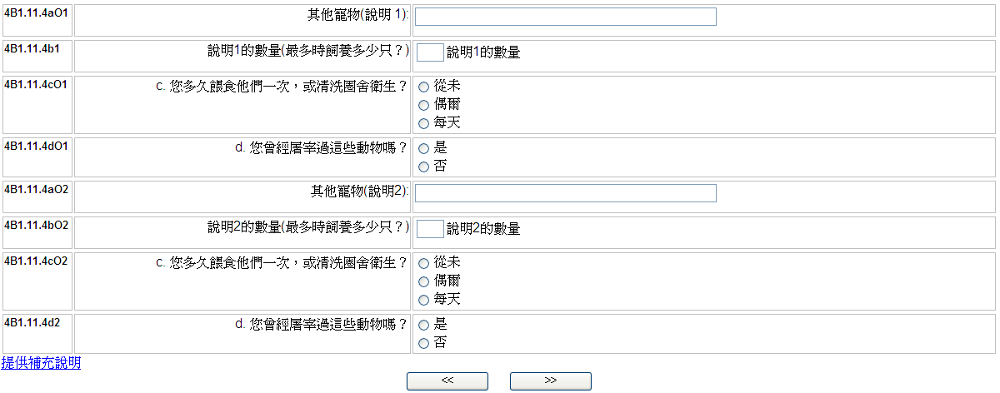 4B1.11.4aO1 其他寵物(說明 1):
4B1.11.4b1 說明1的數量(最多時飼養多少只？) 說明1的數量
4B1.11.4cO1 c. 您多久餵食他們一次，或清洗圈舍衛生？ 從未
偶爾
每天
4B1.11.4dO1 d. 您曾經屠宰過這些動物嗎？ 是
否
4B1.11.4aO2 其他寵物(說明2):
4B1.11.4bO2 說明2的數量(最多時飼養多少只？) 說明2的數量
4B1.11.4cO2 c. 您多久餵食他們一次，或清洗圈舍衛生？ 從未
偶爾
每天
4B1.11.4d2 d. 您曾經屠宰過這些動物嗎？ 是
否
提供補充說明
<< >>